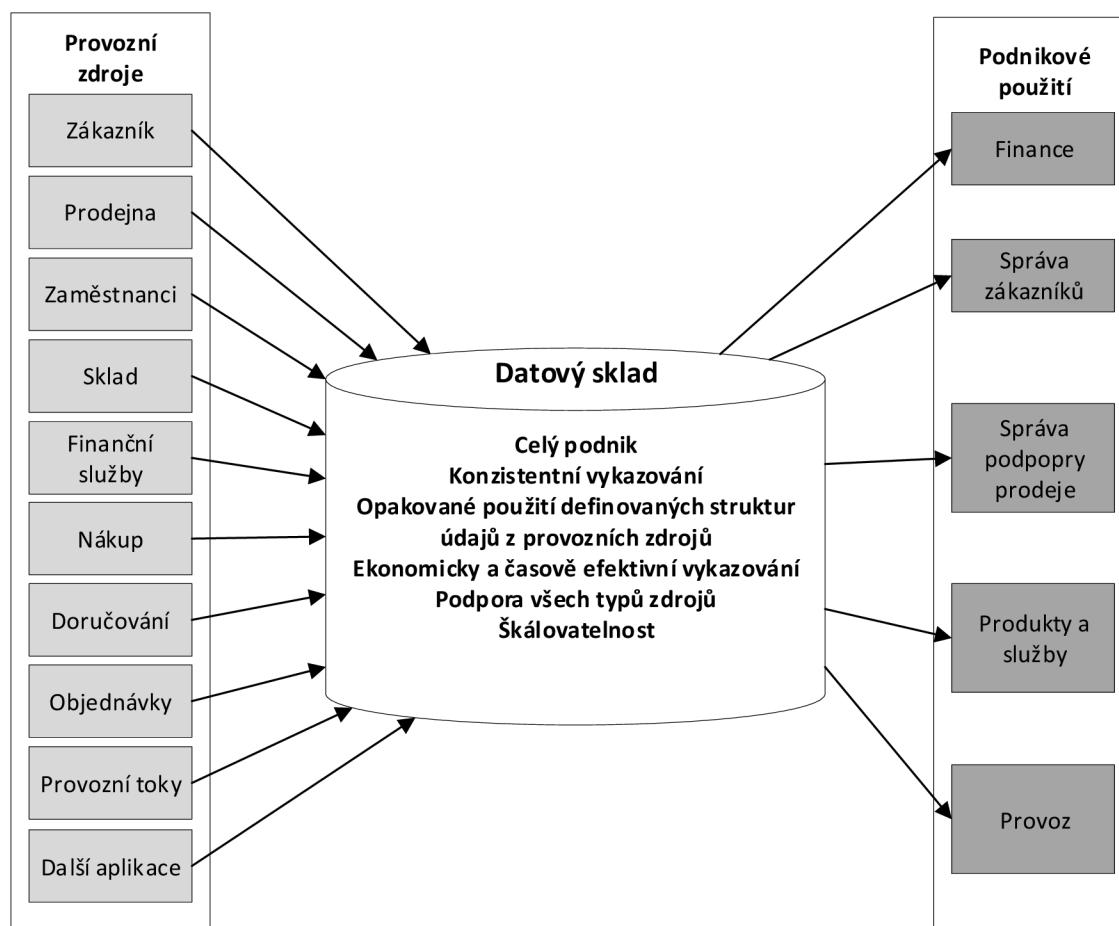 Provozní
zdroje
Zákazník
Prodejna
Zaměstnanci
Sklad
Finanční
služby
Nákup
Doručování
Objednávky
Provozní toky
Další aplikace
Datový sklad
Celý podnik
Konzistentní vykazování
Opakované použití definovaných struktur
údajů z provozních zdrojů
Ekonomicky a časově efektivní vykazování
Podpora všech typů zdrojů
Škálovatelnost
Podnikové
použití
Finance
Správa
zákazníků
Správa
podpopry
prodeje
Produkty a
služby
Provoz